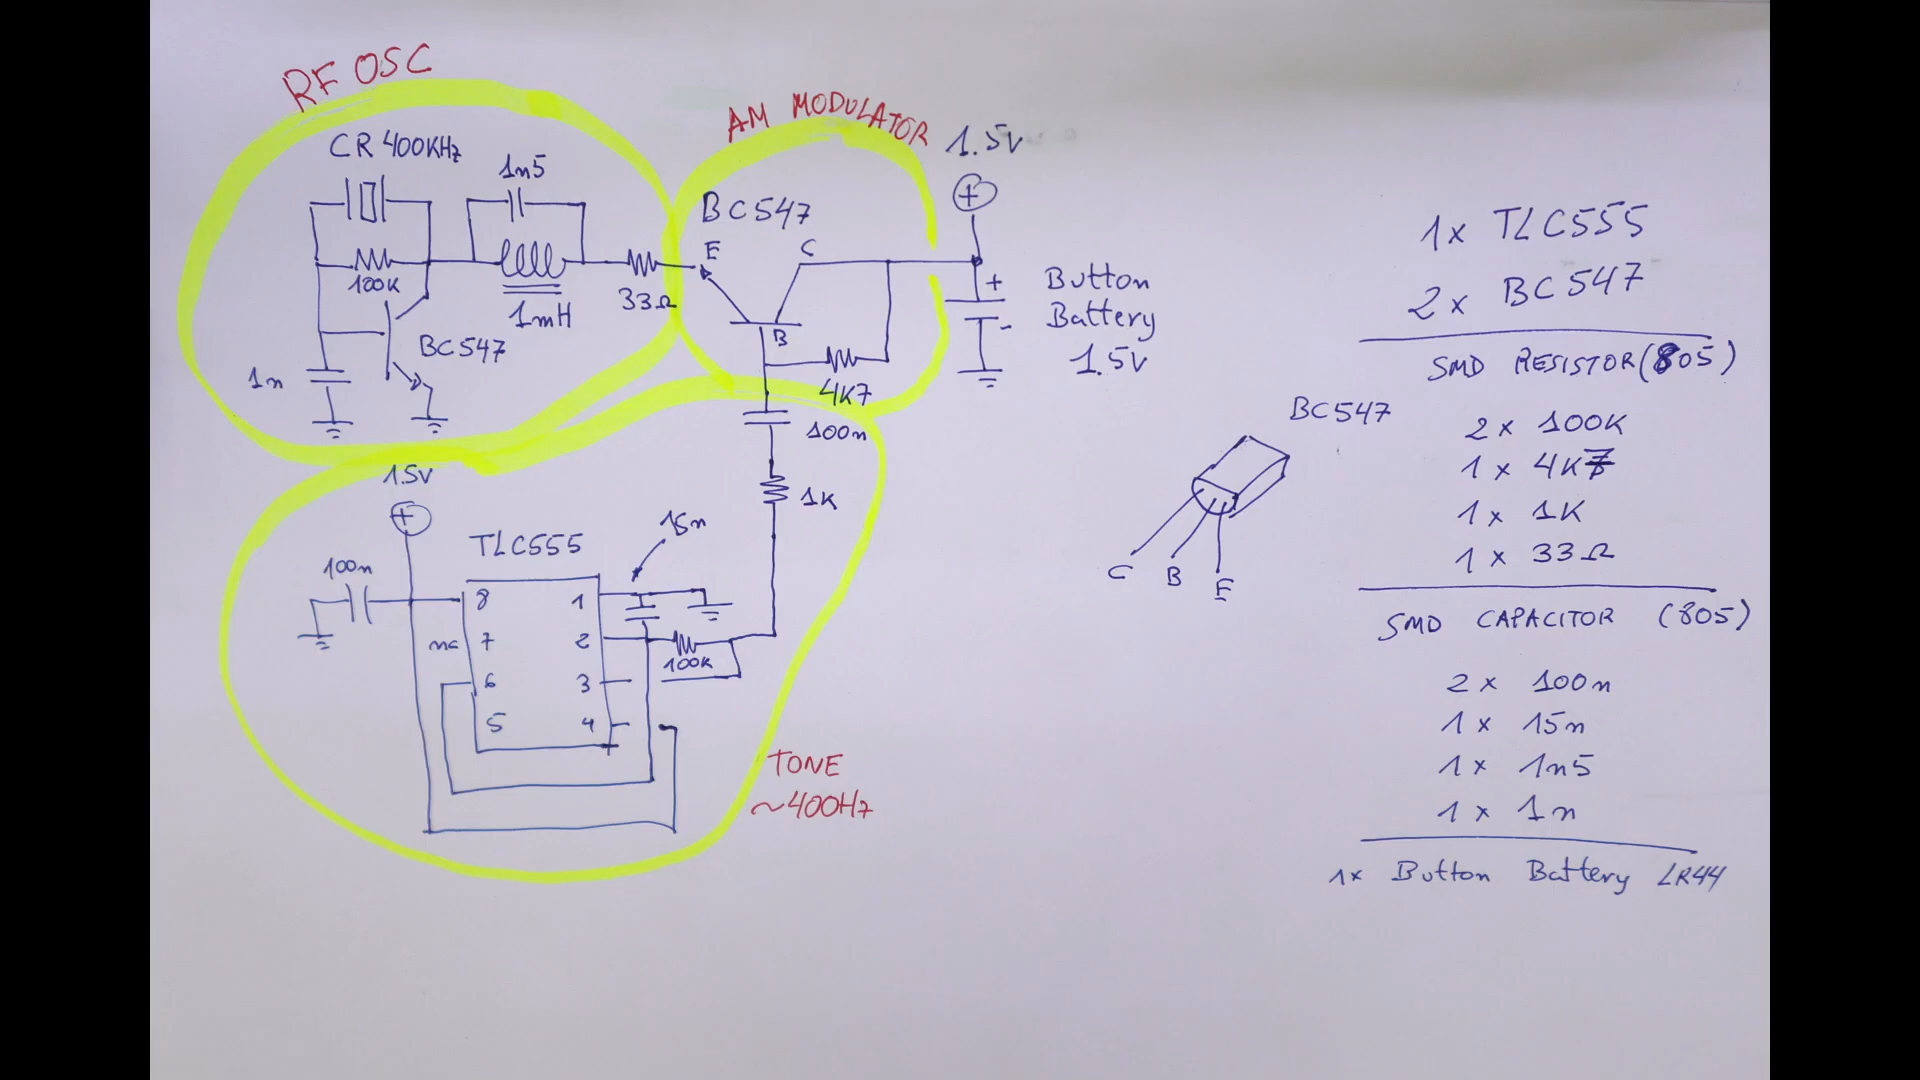 RF OSC
CR 400KHz
1n5
100K
1mH
33Ω
BC547
1n
AM MODULATOR
1.5V
+
BC547
E
C
B
4K7
+
-
Button
Battery
1.5V
100n
1K
1.5V
+
TLC555
15n
100n
8
1
nc
7
2
100K
6
3
5
4
TONE
~400Hz
BC547
C B E
1x TLC555
2x BC547
SMD RESISTOR (805)
2x 100K
1x 4K7
1x 1K
1x 33Ω
SMD CAPACITOR (805)
2x 100n
1x 15n
1x 1n5
1x 1n
1x Button Battery LR44